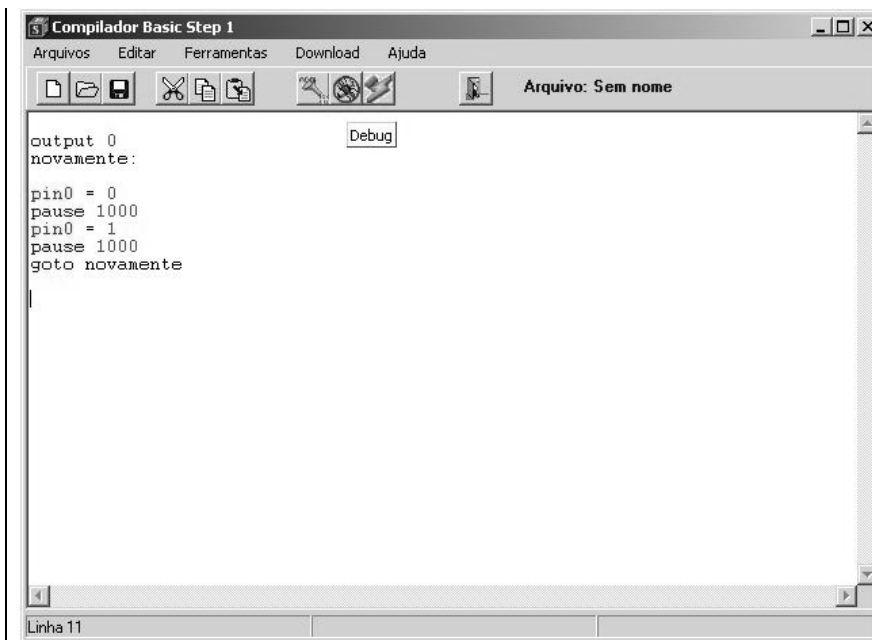 Compilador Basic Step 1
Arquivos Editar Ferramentas Download Ajuda
Arquivo: Sem nome
Debug
output 0
novamente:
pin0 = 0
pause 1000
pin0 = 1
pause 1000
goto novamente
Linha 11